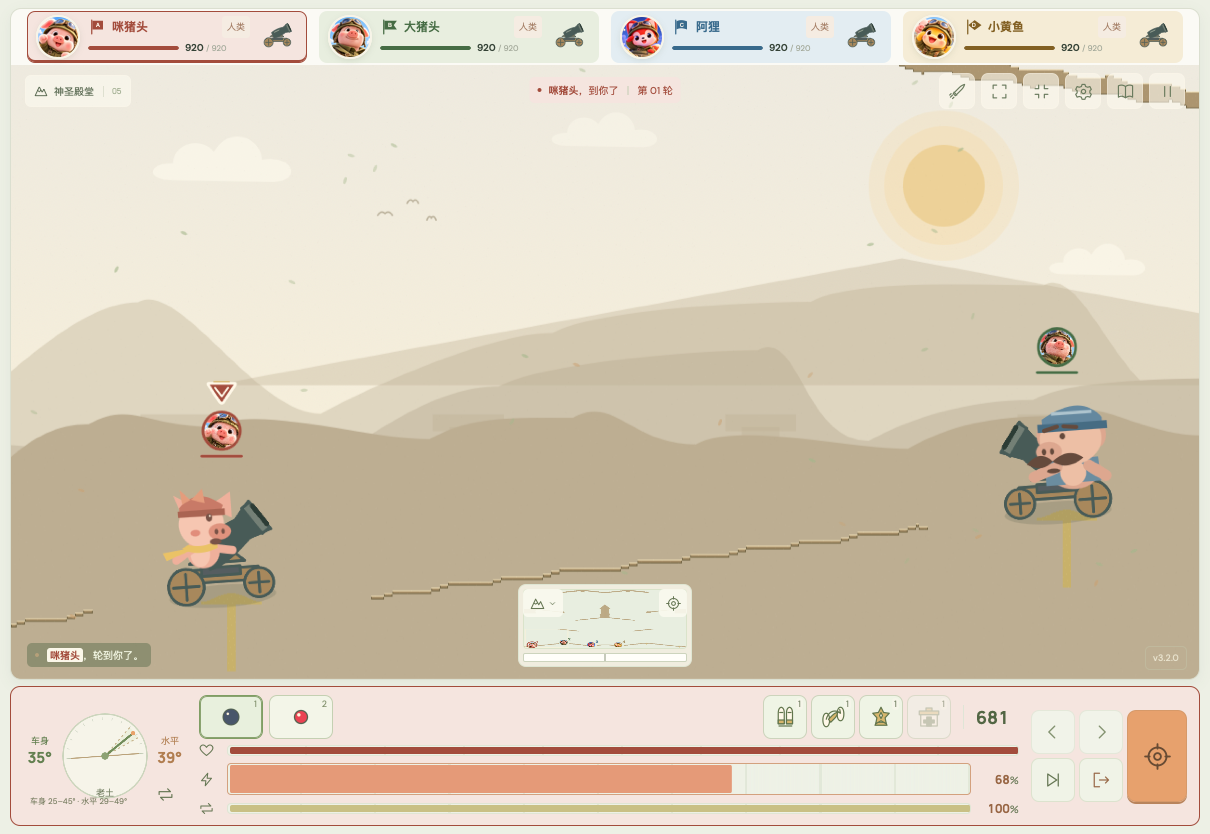 咪猪头 人类 920 / 920
大猪头 人类 920 / 920
阿狸 人类 920 / 920
小黄鱼 人类 920 / 920
神圣殿堂 05
咪猪头，到你了 第 01 轮
咪猪头，轮到你了。
v3.2.0
车身
35°
水平
39°
老土
车身 25–45° · 水平 29–49°
1
2
1
1
1
1
681
68%
100%